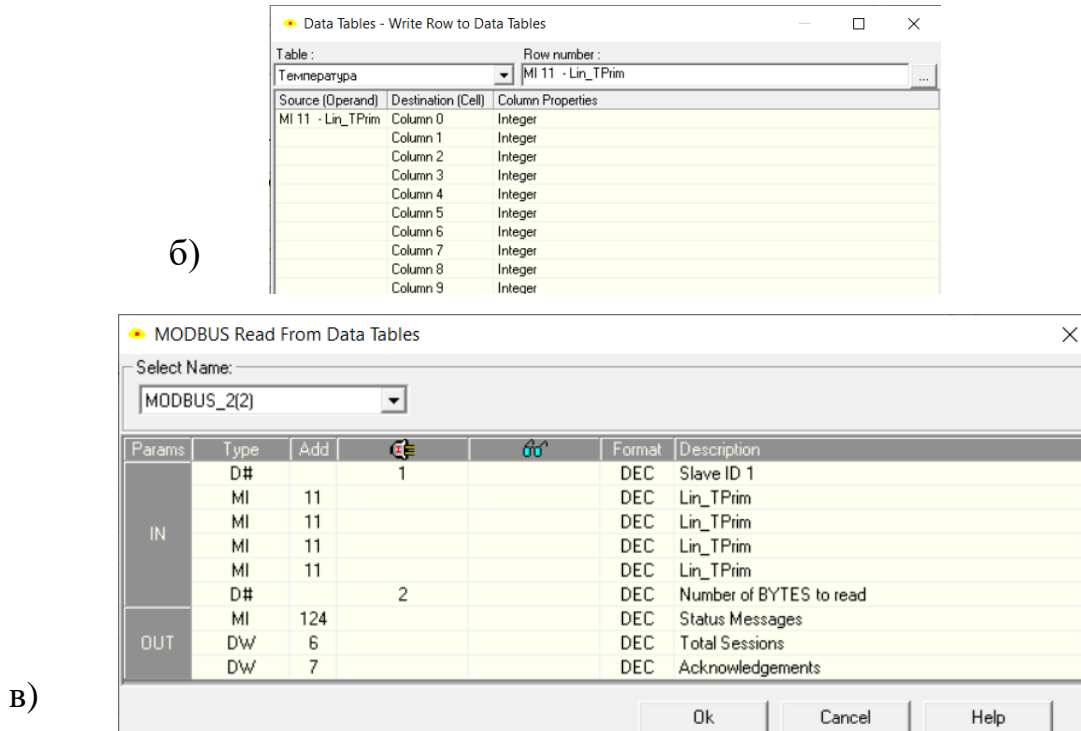 Data Tables - Write Row to Data Tables
Table : Row number :
Температура MI 11 - Lin_TPrim ...
Source (Operand) Destination (Cell) Column Properties
MI 11 - Lin_TPrim Column 0 Integer
Column 1 Integer
Column 2 Integer
Column 3 Integer
Column 4 Integer
Column 5 Integer
Column 6 Integer
Column 7 Integer
Column 8 Integer
Column 9 Integer
б)
MODBUS Read From Data Tables
Select Name:
MODBUS_2(2)
Params Type Add Format Description
IN
D# 1 DEC Slave ID 1
MI 11 DEC Lin_TPrim
MI 11 DEC Lin_TPrim
MI 11 DEC Lin_TPrim
MI 11 DEC Lin_TPrim
D# 2 DEC Number of BYTES to read
OUT
MI 124 DEC Status Messages
DW 6 DEC Total Sessions
DW 7 DEC Acknowledgements
в)
Ok Cancel Help